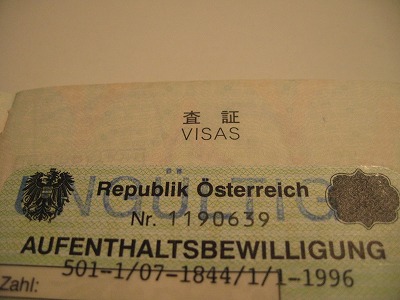 査証
VISAS
UNGÜLTIG
Republik Österreich
Nr. 1190639
AUFENTHALTSBEWILLIGUNG
Zahl: 501-1/07-1844/1/1-1996